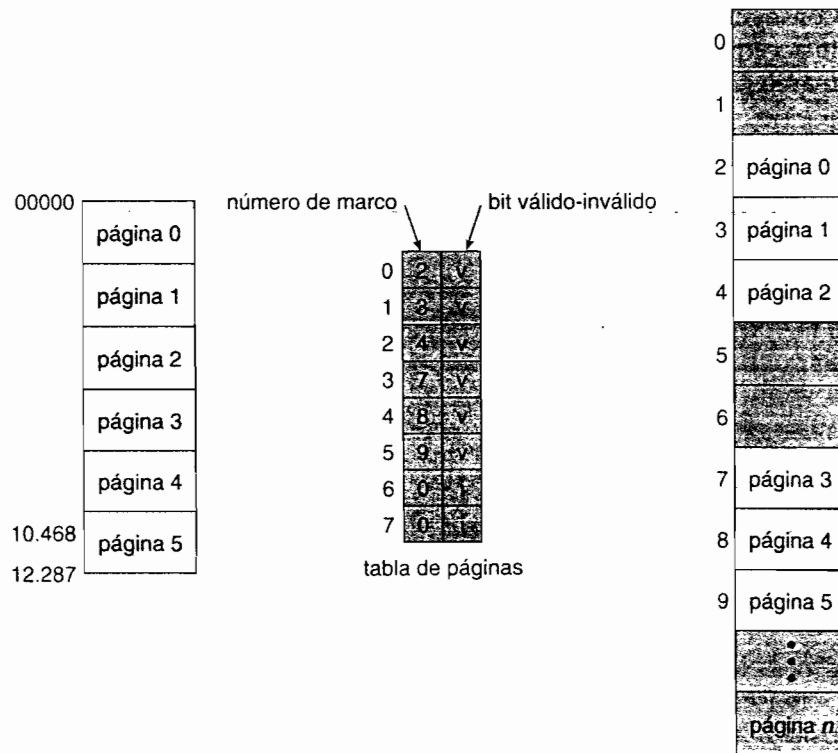 00000
página 0
página 1
página 2
página 3
página 4
10.468
página 5
12.287
número de marco
bit válido-inválido
0 2 v
1 3 v
2 4 v
3 7 v
4 8 v
5 9 v
6 0 i
7 0 i
tabla de páginas
0
1
2 página 0
3 página 1
4 página 2
5
6
7 página 3
8 página 4
9 página 5
página n